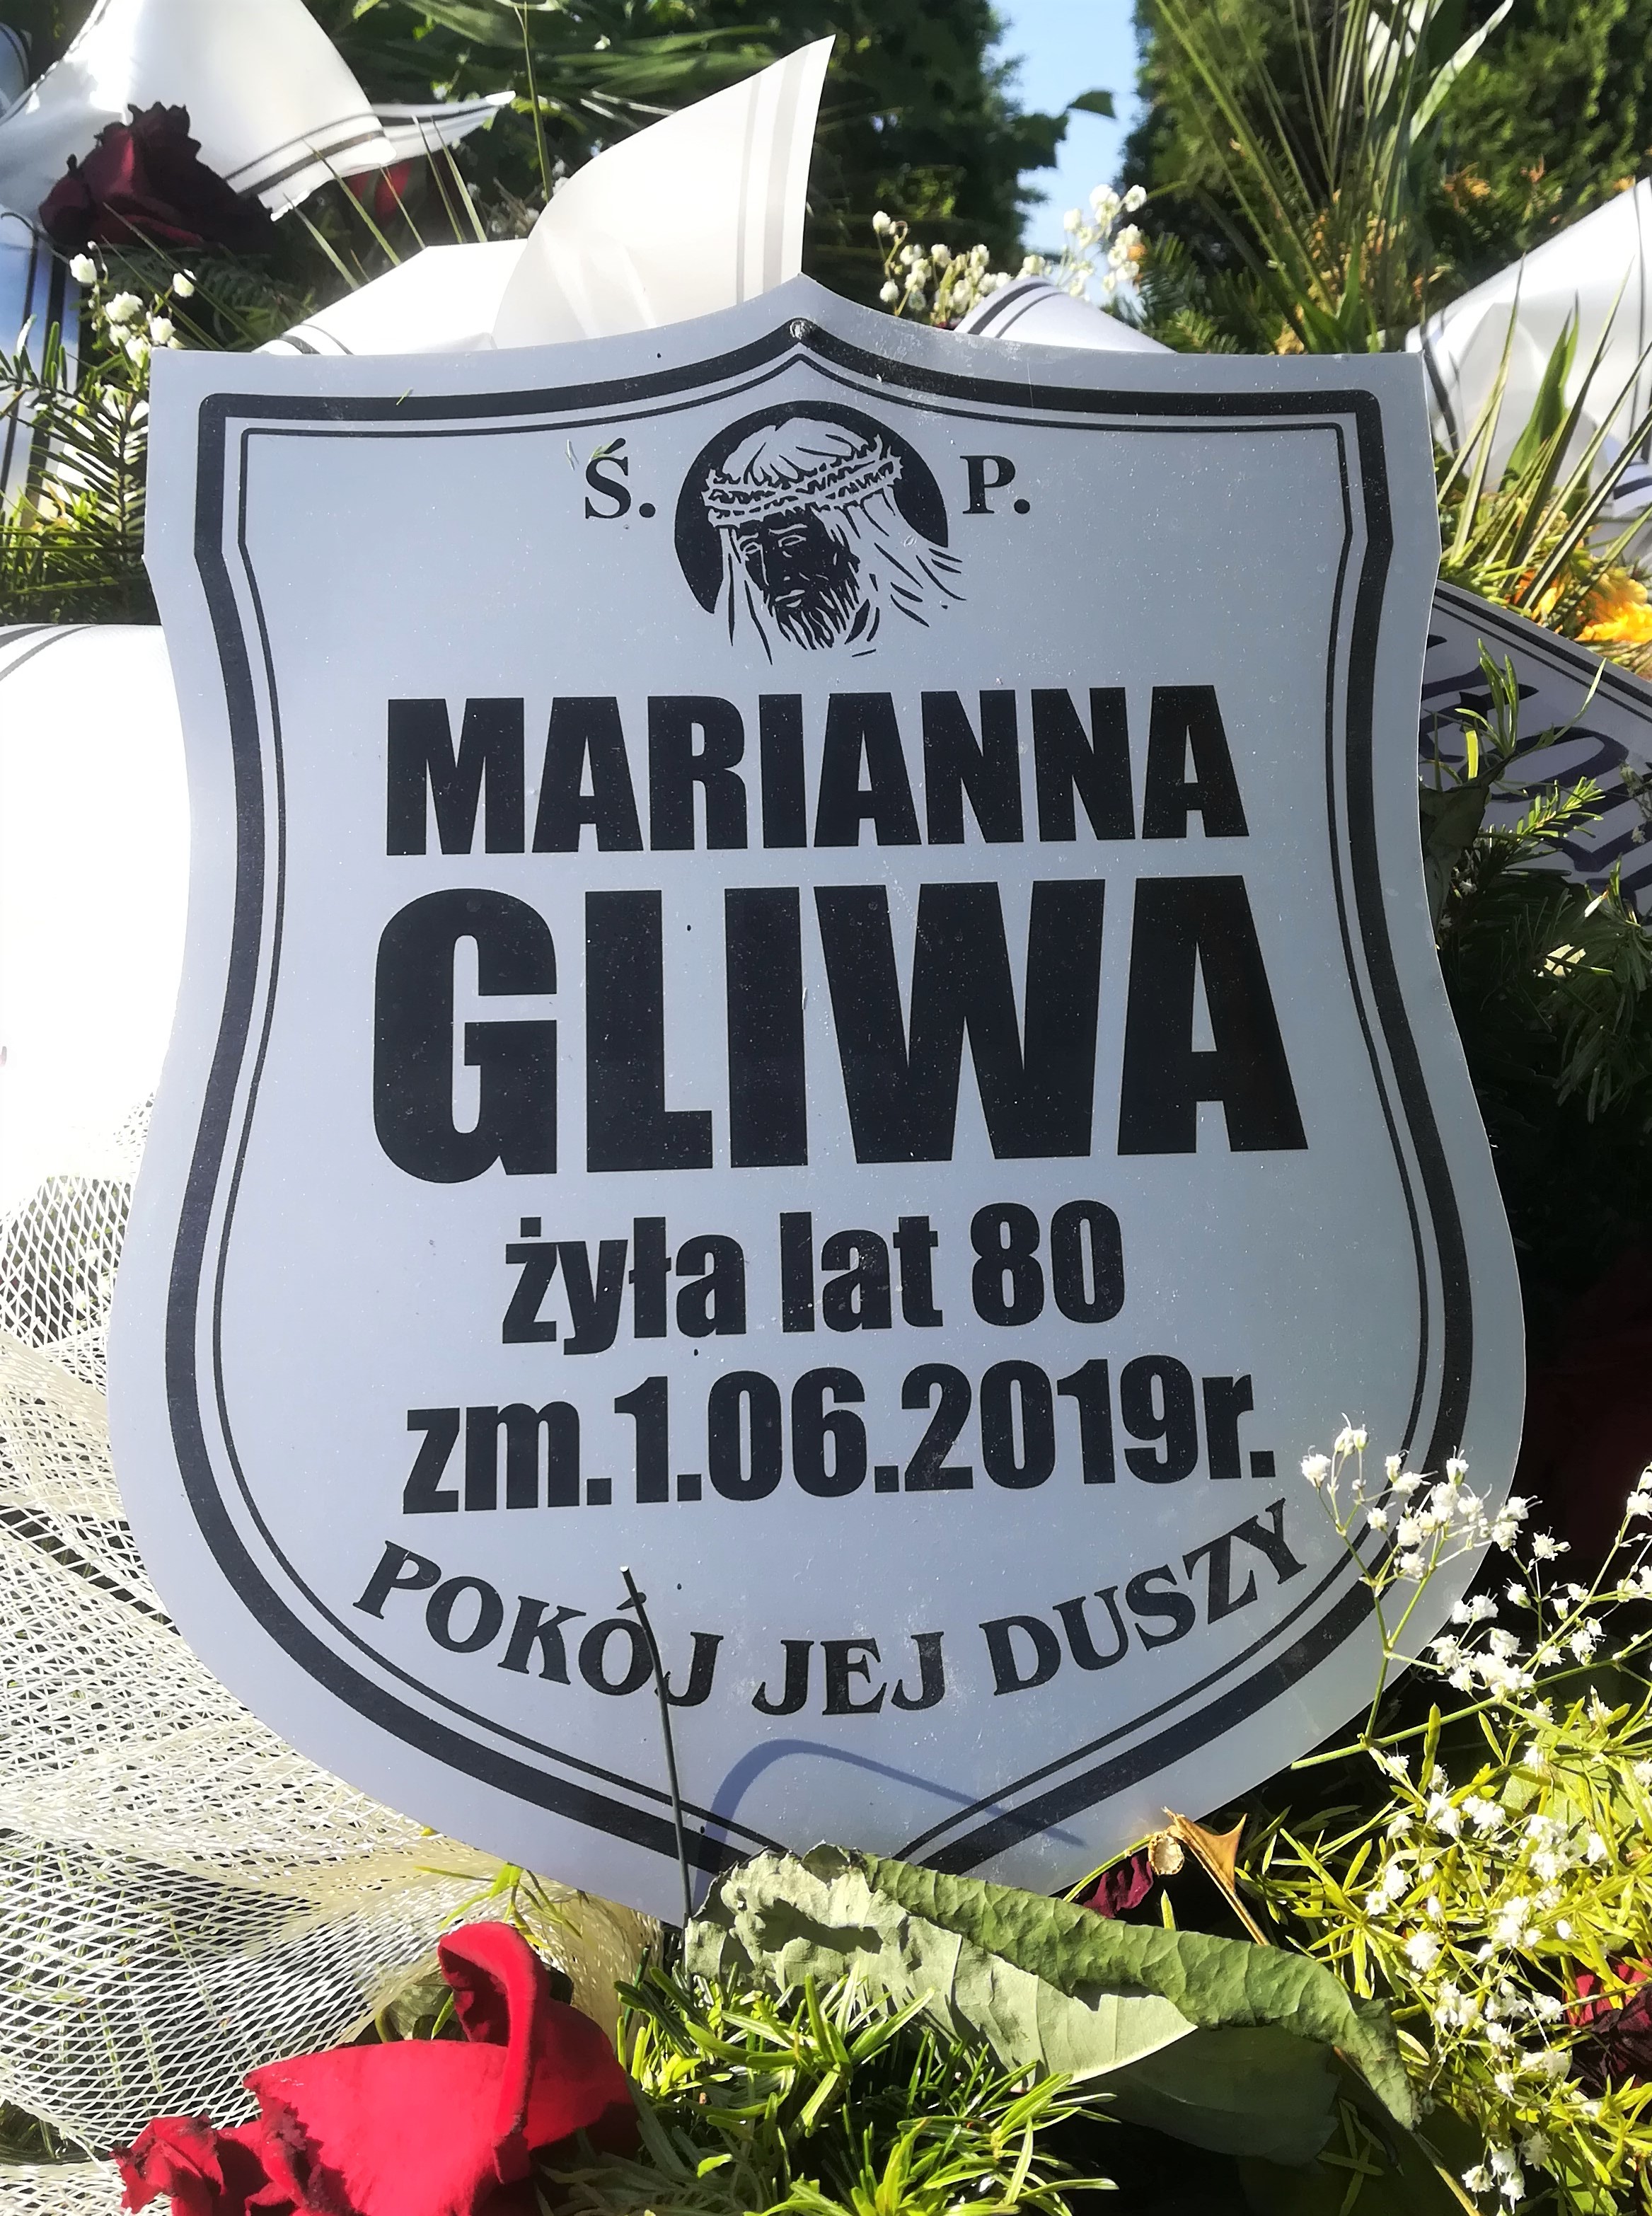 Ś. P.
MARIANNA
GLIWA
żyła lat 80
zm.1.06.2019r.
POKÓJ JEJ DUSZY